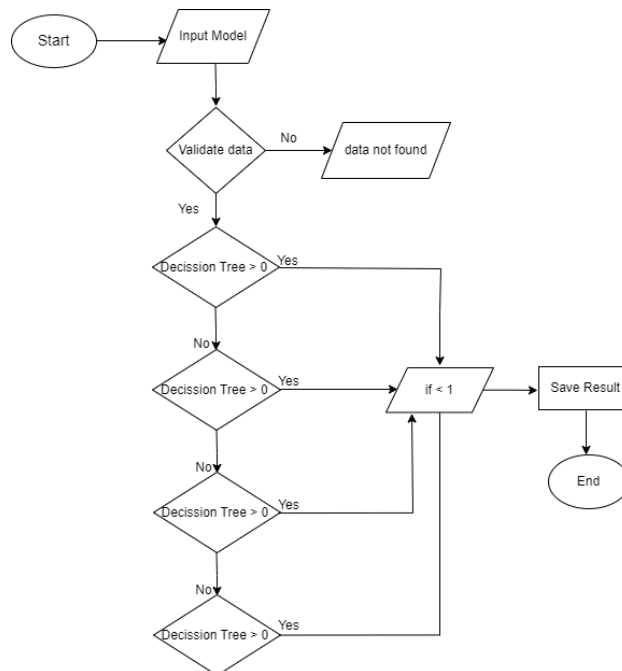 Start
Input Model
Validate data
No
data not found
Yes
Decission Tree > 0
Yes
No
Decission Tree > 0
Yes
if < 1
Save Result
No
End
Decission Tree > 0
Yes
No
Decission Tree > 0
Yes